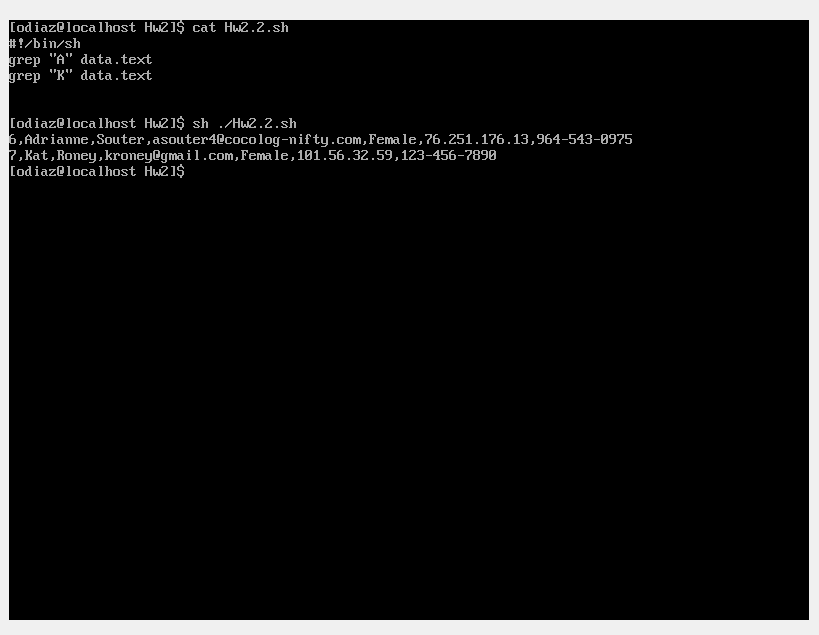 [odiaz@localhost Hw2]$ cat Hw2.2.sh
#!/bin/sh
grep "A" data.text
grep "K" data.text
[odiaz@localhost Hw2]$ sh ./Hw2.2.sh
6,Adrianne,Souter,asouter4@cocolog-nifty.com,Female,76.251.176.13,964-543-0975
7,Kat,Roney,kroney@gmail.com,Female,101.56.32.59,123-456-7890
[odiaz@localhost Hw2]$